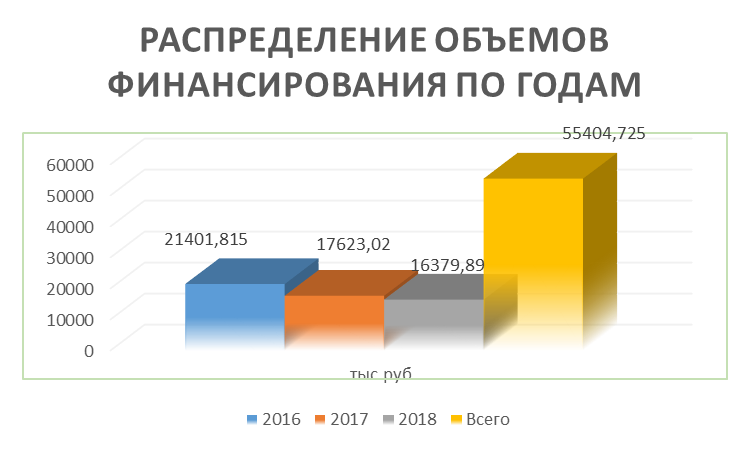 РАСПРЕДЕЛЕНИЕ ОБЪЕМОВ
ФИНАНСИРОВАНИЯ ПО ГОДАМ
60000
50000
40000
30000
20000
10000
0
21401,815
17623,02
16379,89
55404,725
тыс руб
2016 2017 2018 Всего